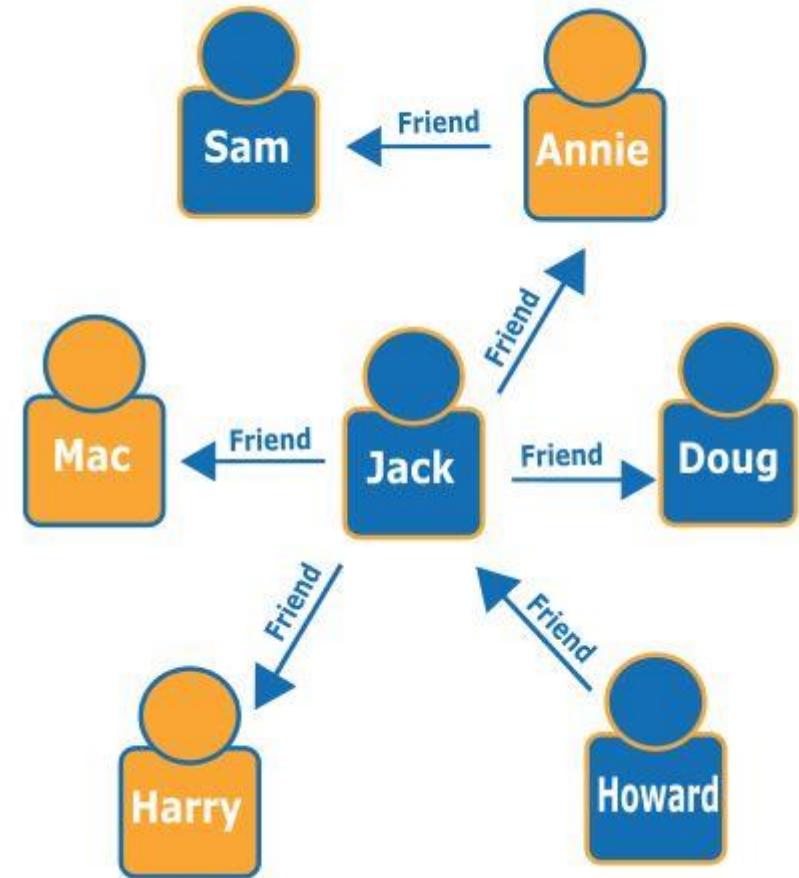 Sam
Friend
Annie
Friend
Mac
Friend
Jack
Friend
Doug
Friend
Friend
Harry
Howard